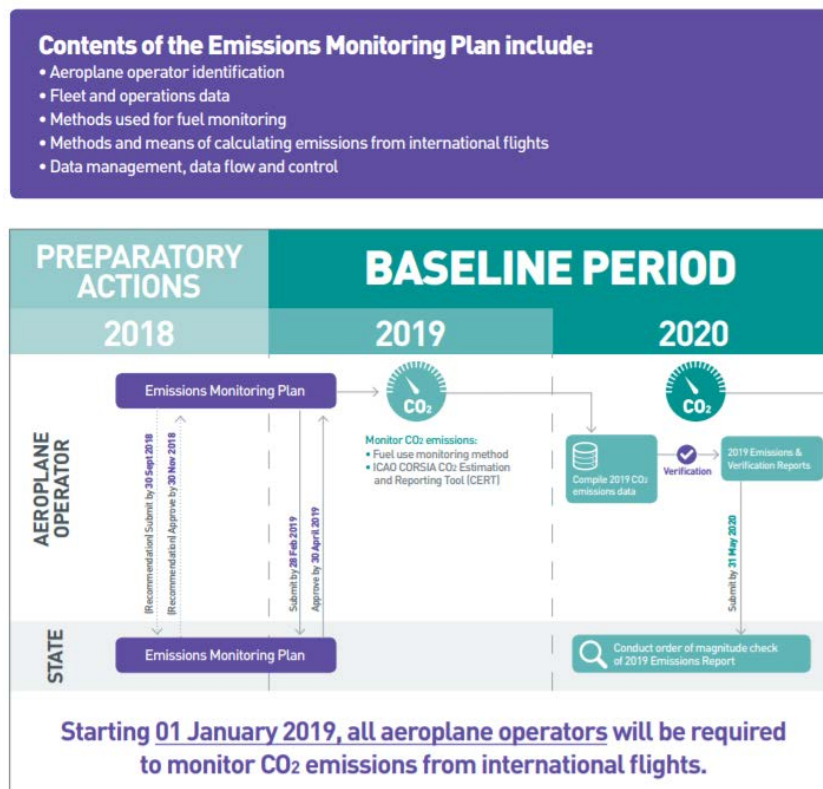 Contents of the Emissions Monitoring Plan include:
• Aeroplane operator identification
• Fleet and operations data
• Methods used for fuel monitoring
• Methods and means of calculating emissions from international flights
• Data management, data flow and control
PREPARATORY
ACTIONS
BASELINE PERIOD
2018
2019
2020
AEROPLANE
OPERATOR
Emissions Monitoring Plan
CO2
Monitor CO2 emissions:
• Fuel use monitoring method
• ICAO CORSIA CO2 Estimation
and Reporting Tool (CERT)
CO2
Compile 2019 CO2
emissions data
Verification
2019 Emissions &
Verification Reports
(Recommendation) Submit by 30 Sept 2018
(Recommendation) Approve by 30 Nov 2018
Submit by 28 Feb 2019
Approve by 30 April 2019
Submit by 31 May 2020
STATE
Emissions Monitoring Plan
Conduct order of magnitude check
of 2019 Emissions Report
Starting 01 January 2019, all aeroplane operators will be required
to monitor CO2 emissions from international flights.